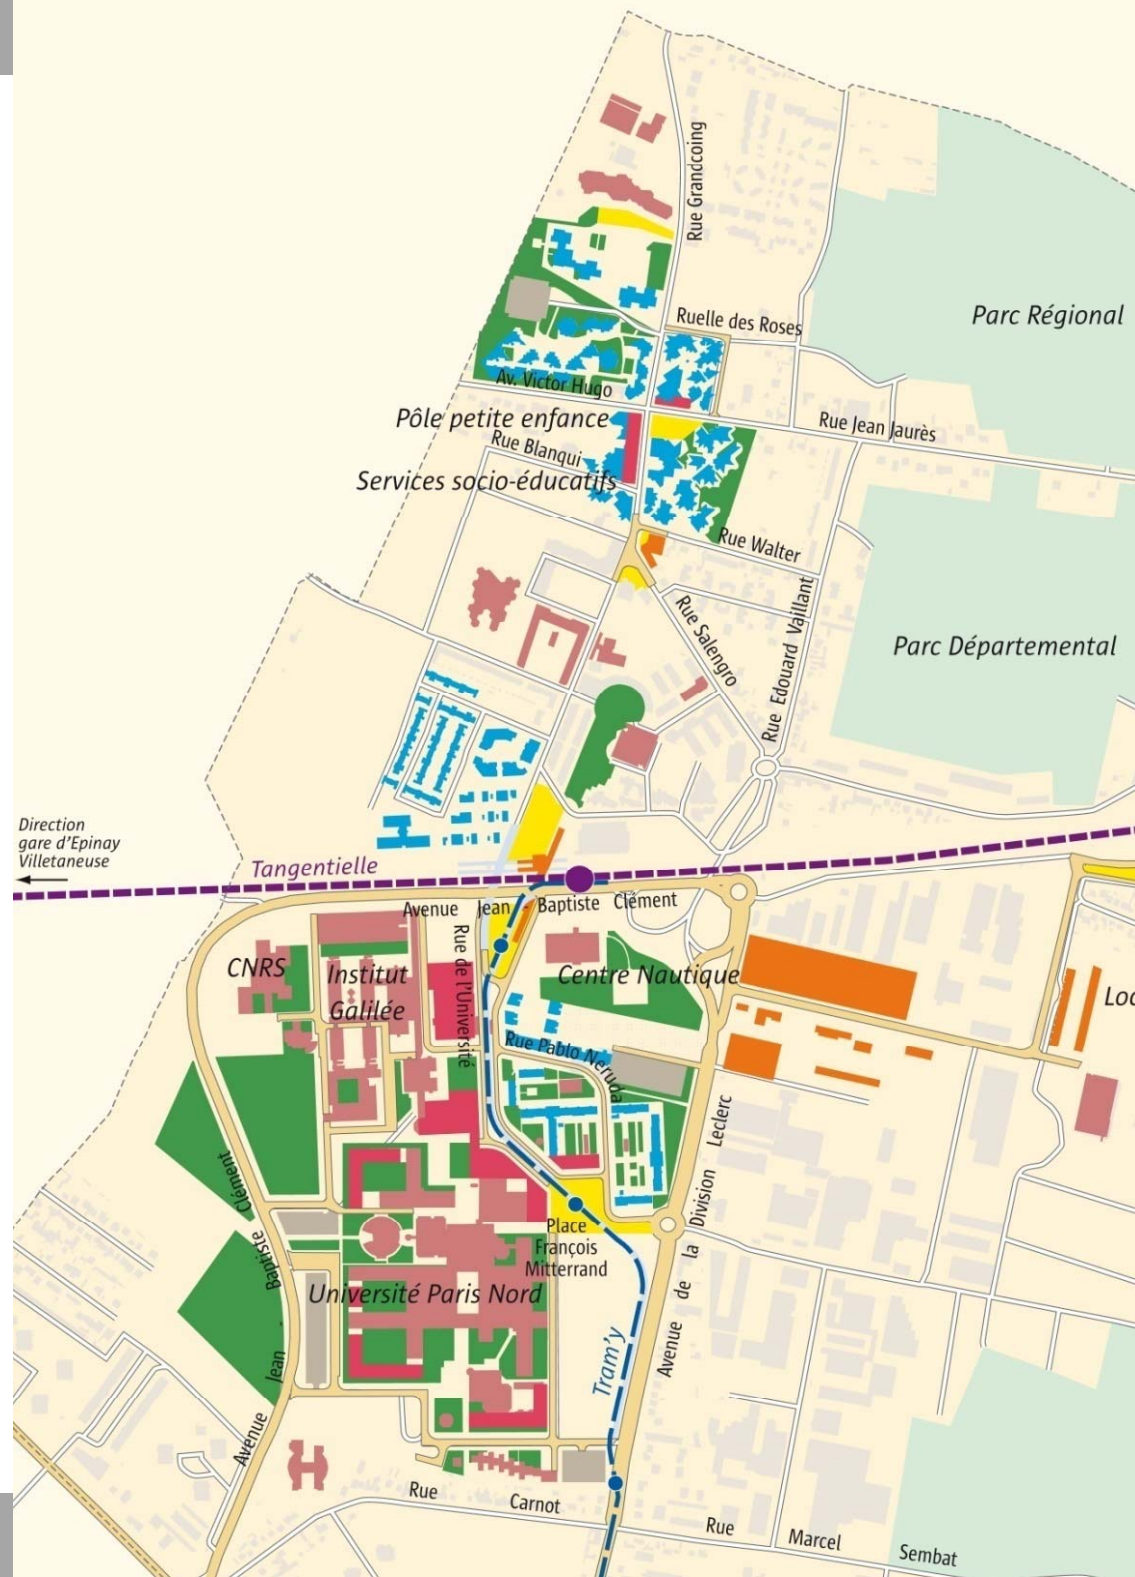 Rue Grandcoing
Parc Régional
Ruelle des Roses
Av. Victor Hugo
Pôle petite enfance
Rue Jean Jaurès
Rue Blanqui
Services socio-éducatifs
Rue Walter
Rue Salengro
Rue Edouard Vaillant
Parc Départemental
Direction
gare d'Epinay
Villetaneuse
Tangentielle
Avenue Jean - Baptiste Clément
Rue de l'Université
CNRS
Institut
Galilée
Centre Nautique
Loc
Rue Pablo Neruda
Avenue de la Division Leclerc
Avenue Jean - Baptiste Clément
Place
François
Mitterrand
Université Paris Nord
Tram'y
Rue Carnot
Rue Marcel Sembat